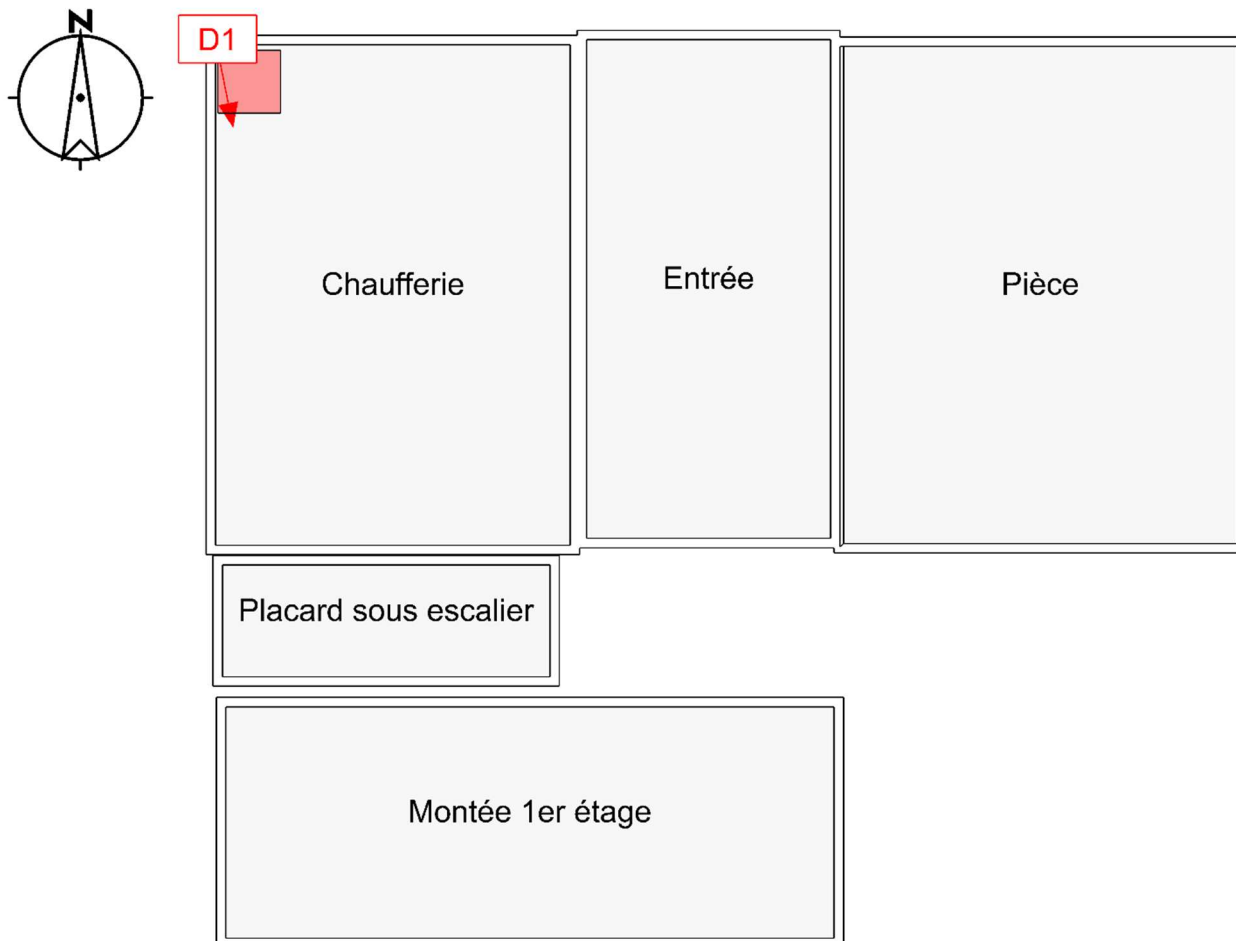 N
D1
Chaufferie
Entrée
Pièce
Placard sous escalier
Montée 1er étage